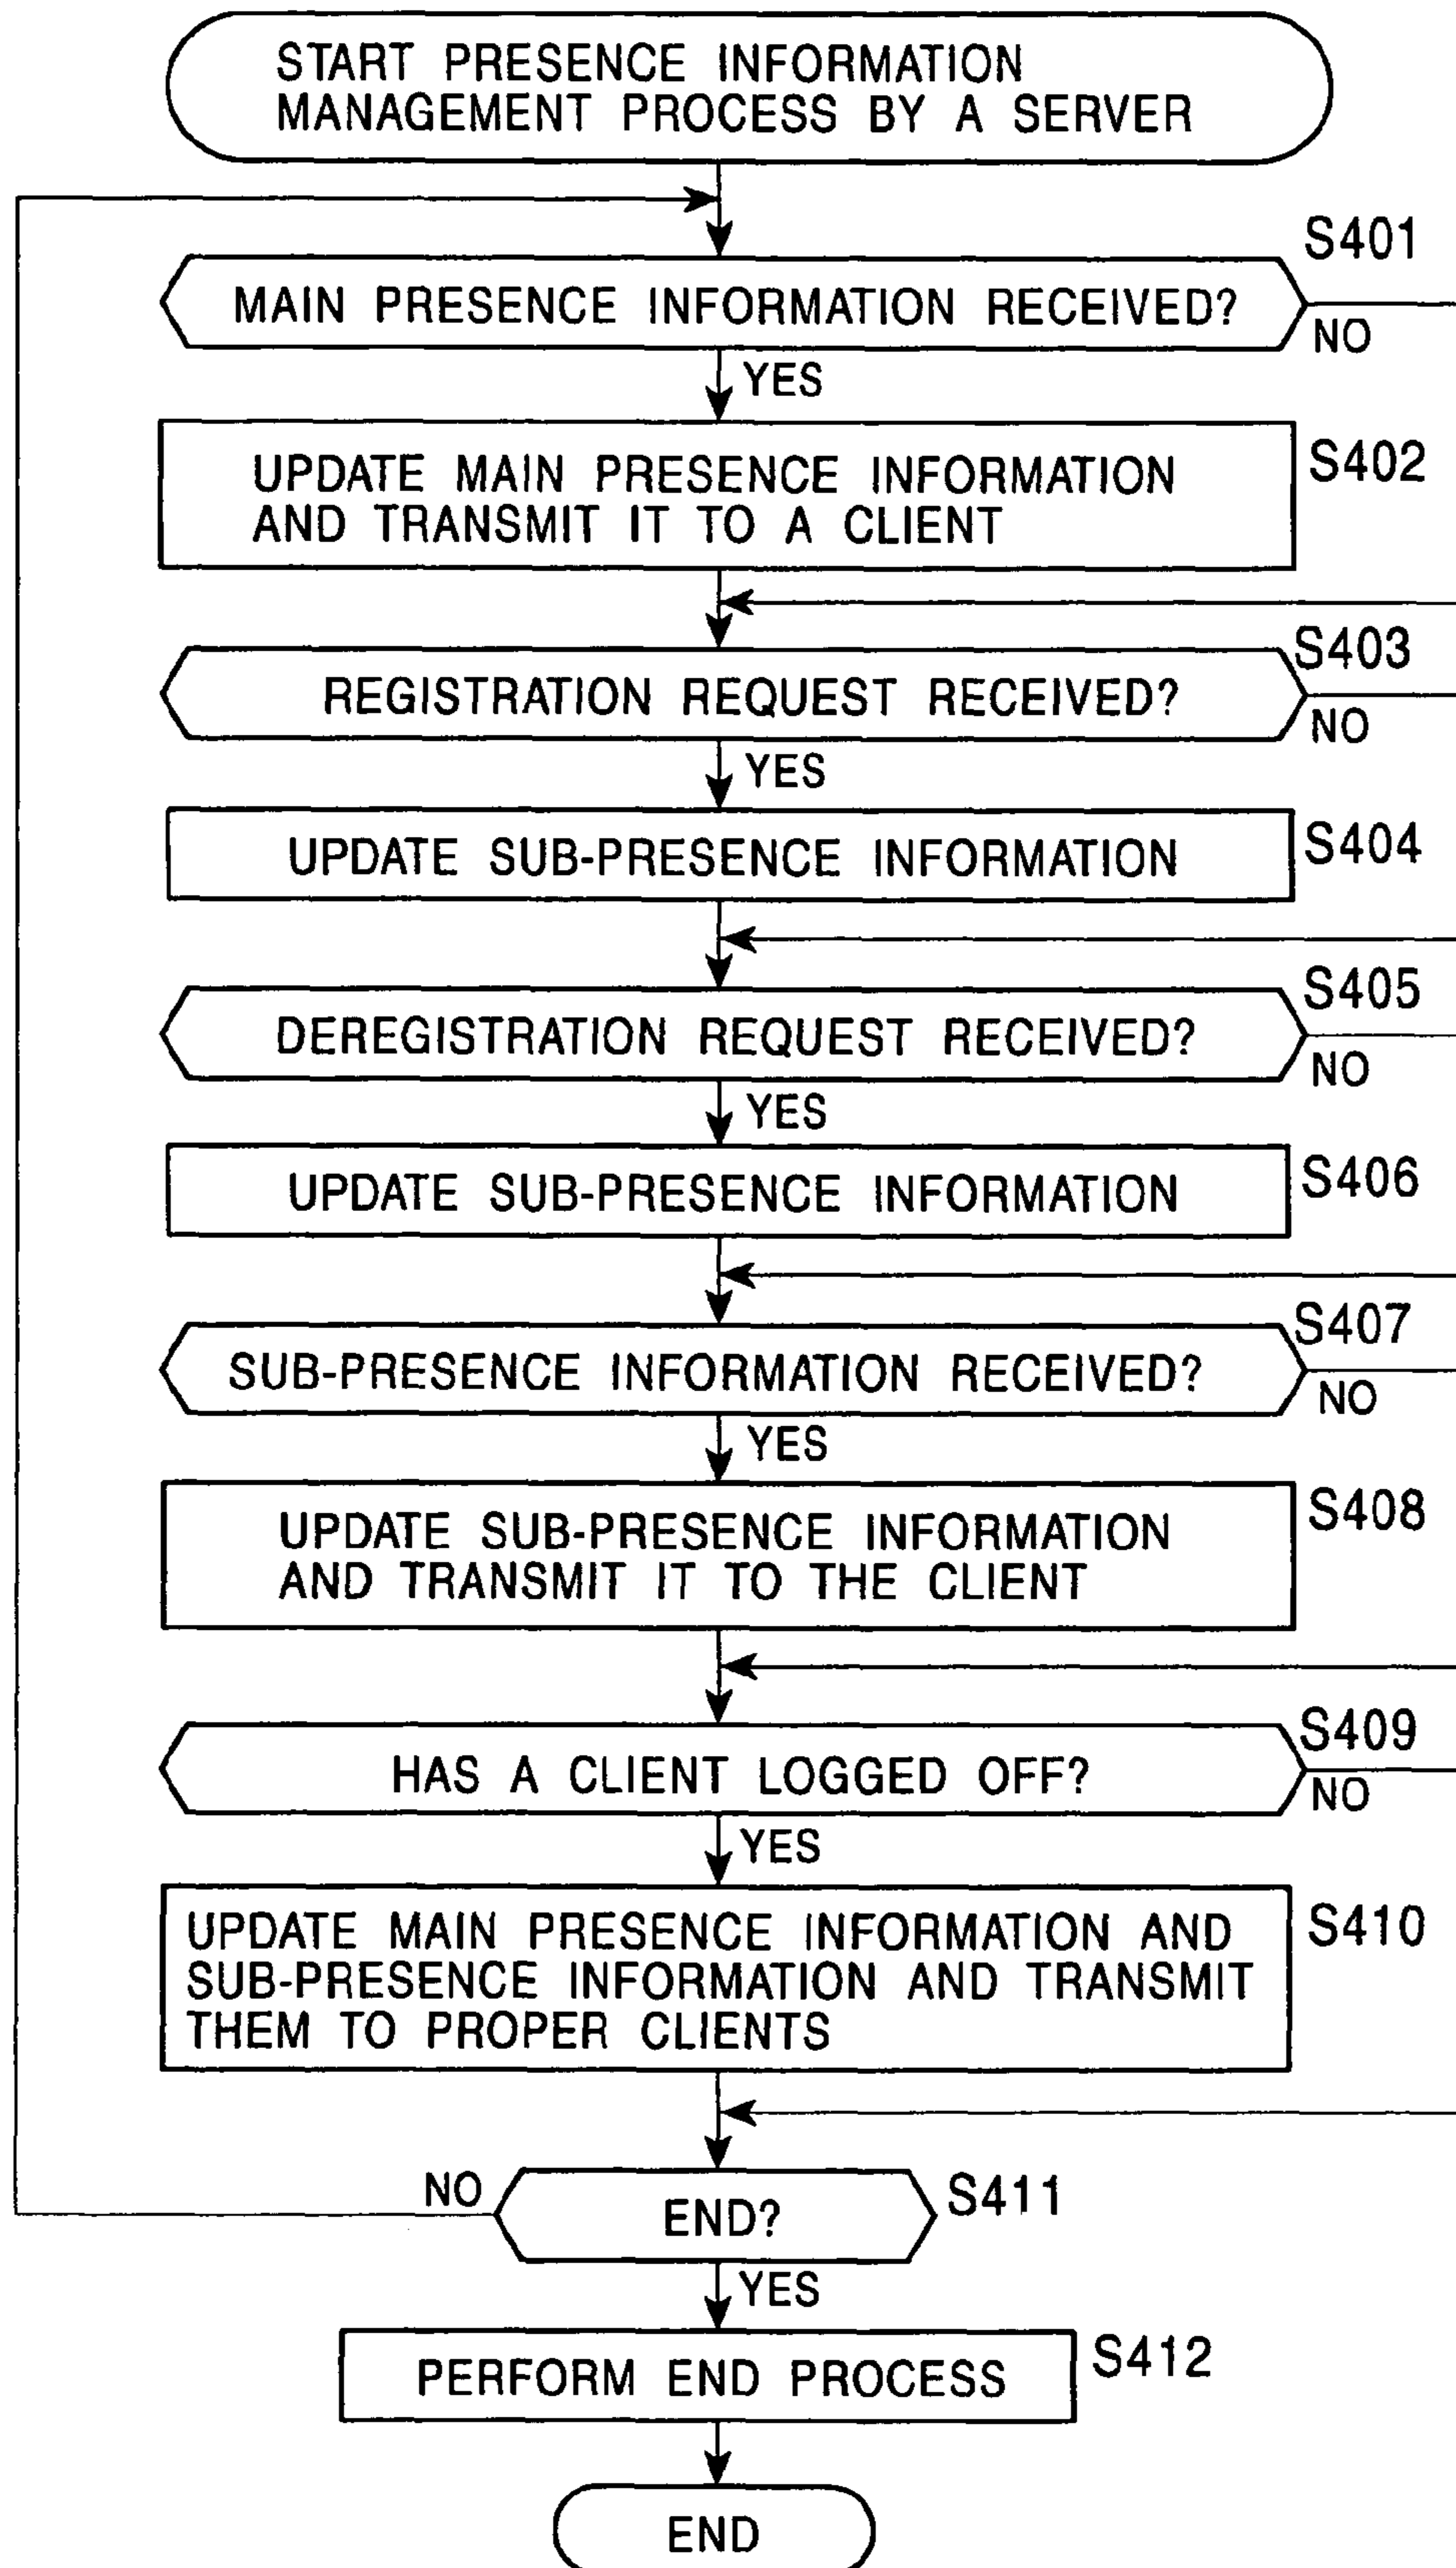 START PRESENCE INFORMATION
MANAGEMENT PROCESS BY A SERVER
S401
MAIN PRESENCE INFORMATION RECEIVED?
NO
YES
UPDATE MAIN PRESENCE INFORMATION
AND TRANSMIT IT TO A CLIENT
S402
S403
REGISTRATION REQUEST RECEIVED?
NO
YES
UPDATE SUB-PRESENCE INFORMATION
S404
S405
DEREGISTRATION REQUEST RECEIVED?
NO
YES
UPDATE SUB-PRESENCE INFORMATION
S406
S407
SUB-PRESENCE INFORMATION RECEIVED?
NO
YES
UPDATE SUB-PRESENCE INFORMATION
AND TRANSMIT IT TO THE CLIENT
S408
S409
HAS A CLIENT LOGGED OFF?
NO
YES
UPDATE MAIN PRESENCE INFORMATION AND
SUB-PRESENCE INFORMATION AND TRANSMIT
THEM TO PROPER CLIENTS
S410
NO
END?
S411
YES
PERFORM END PROCESS
S412
END